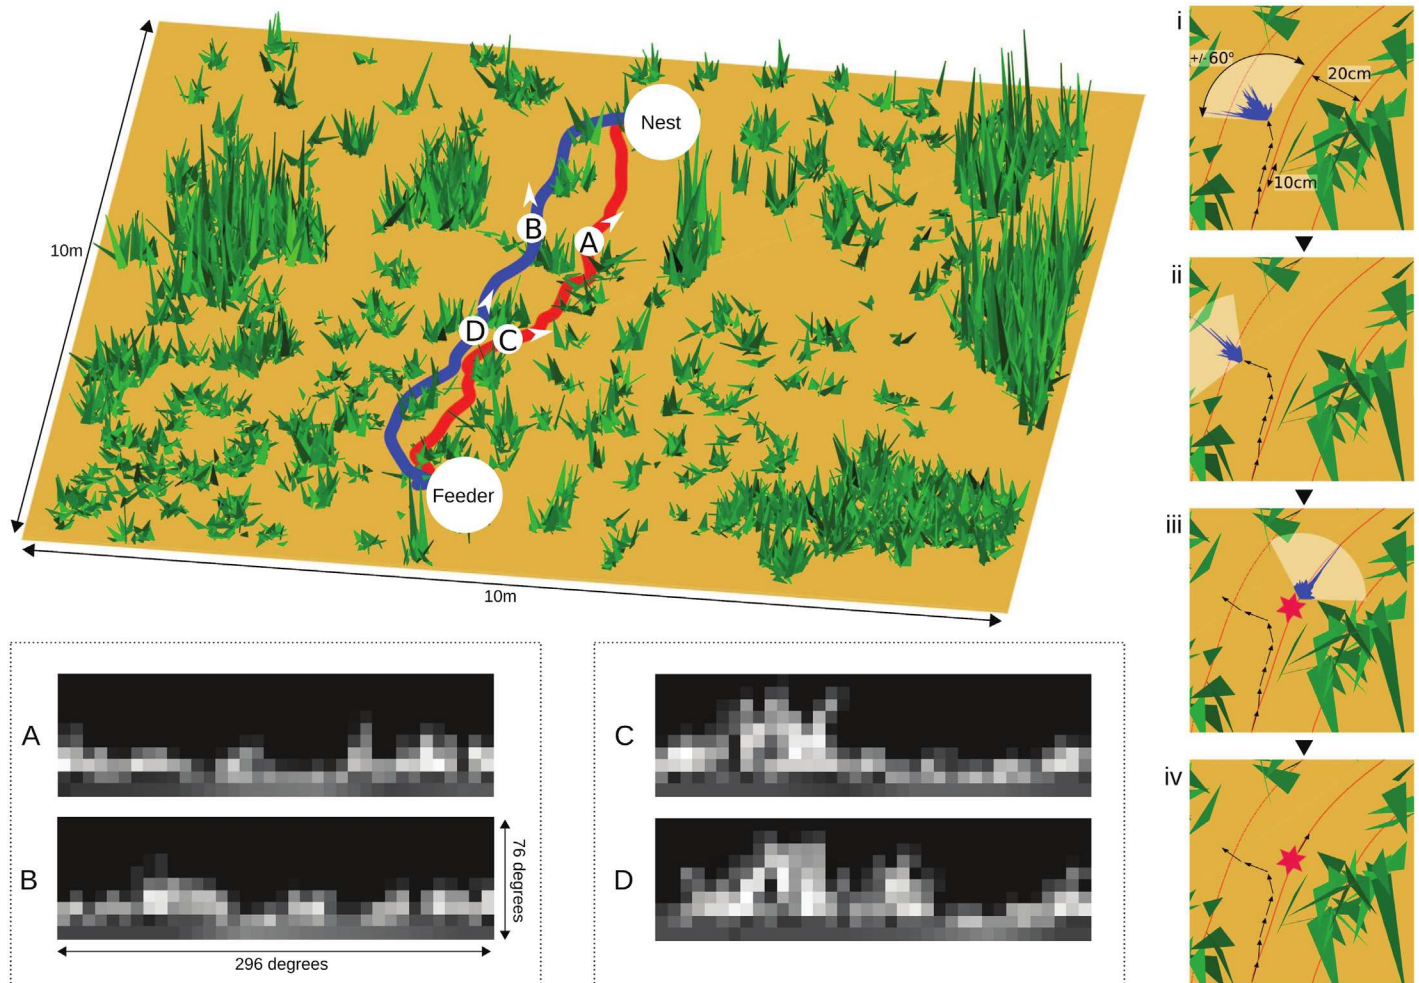 Nest
B
A
10m
D
C
Feeder
10m
A
B
76 degrees
296 degrees
C
D
i
+/-60°
20cm
10cm
ii
iii
iv